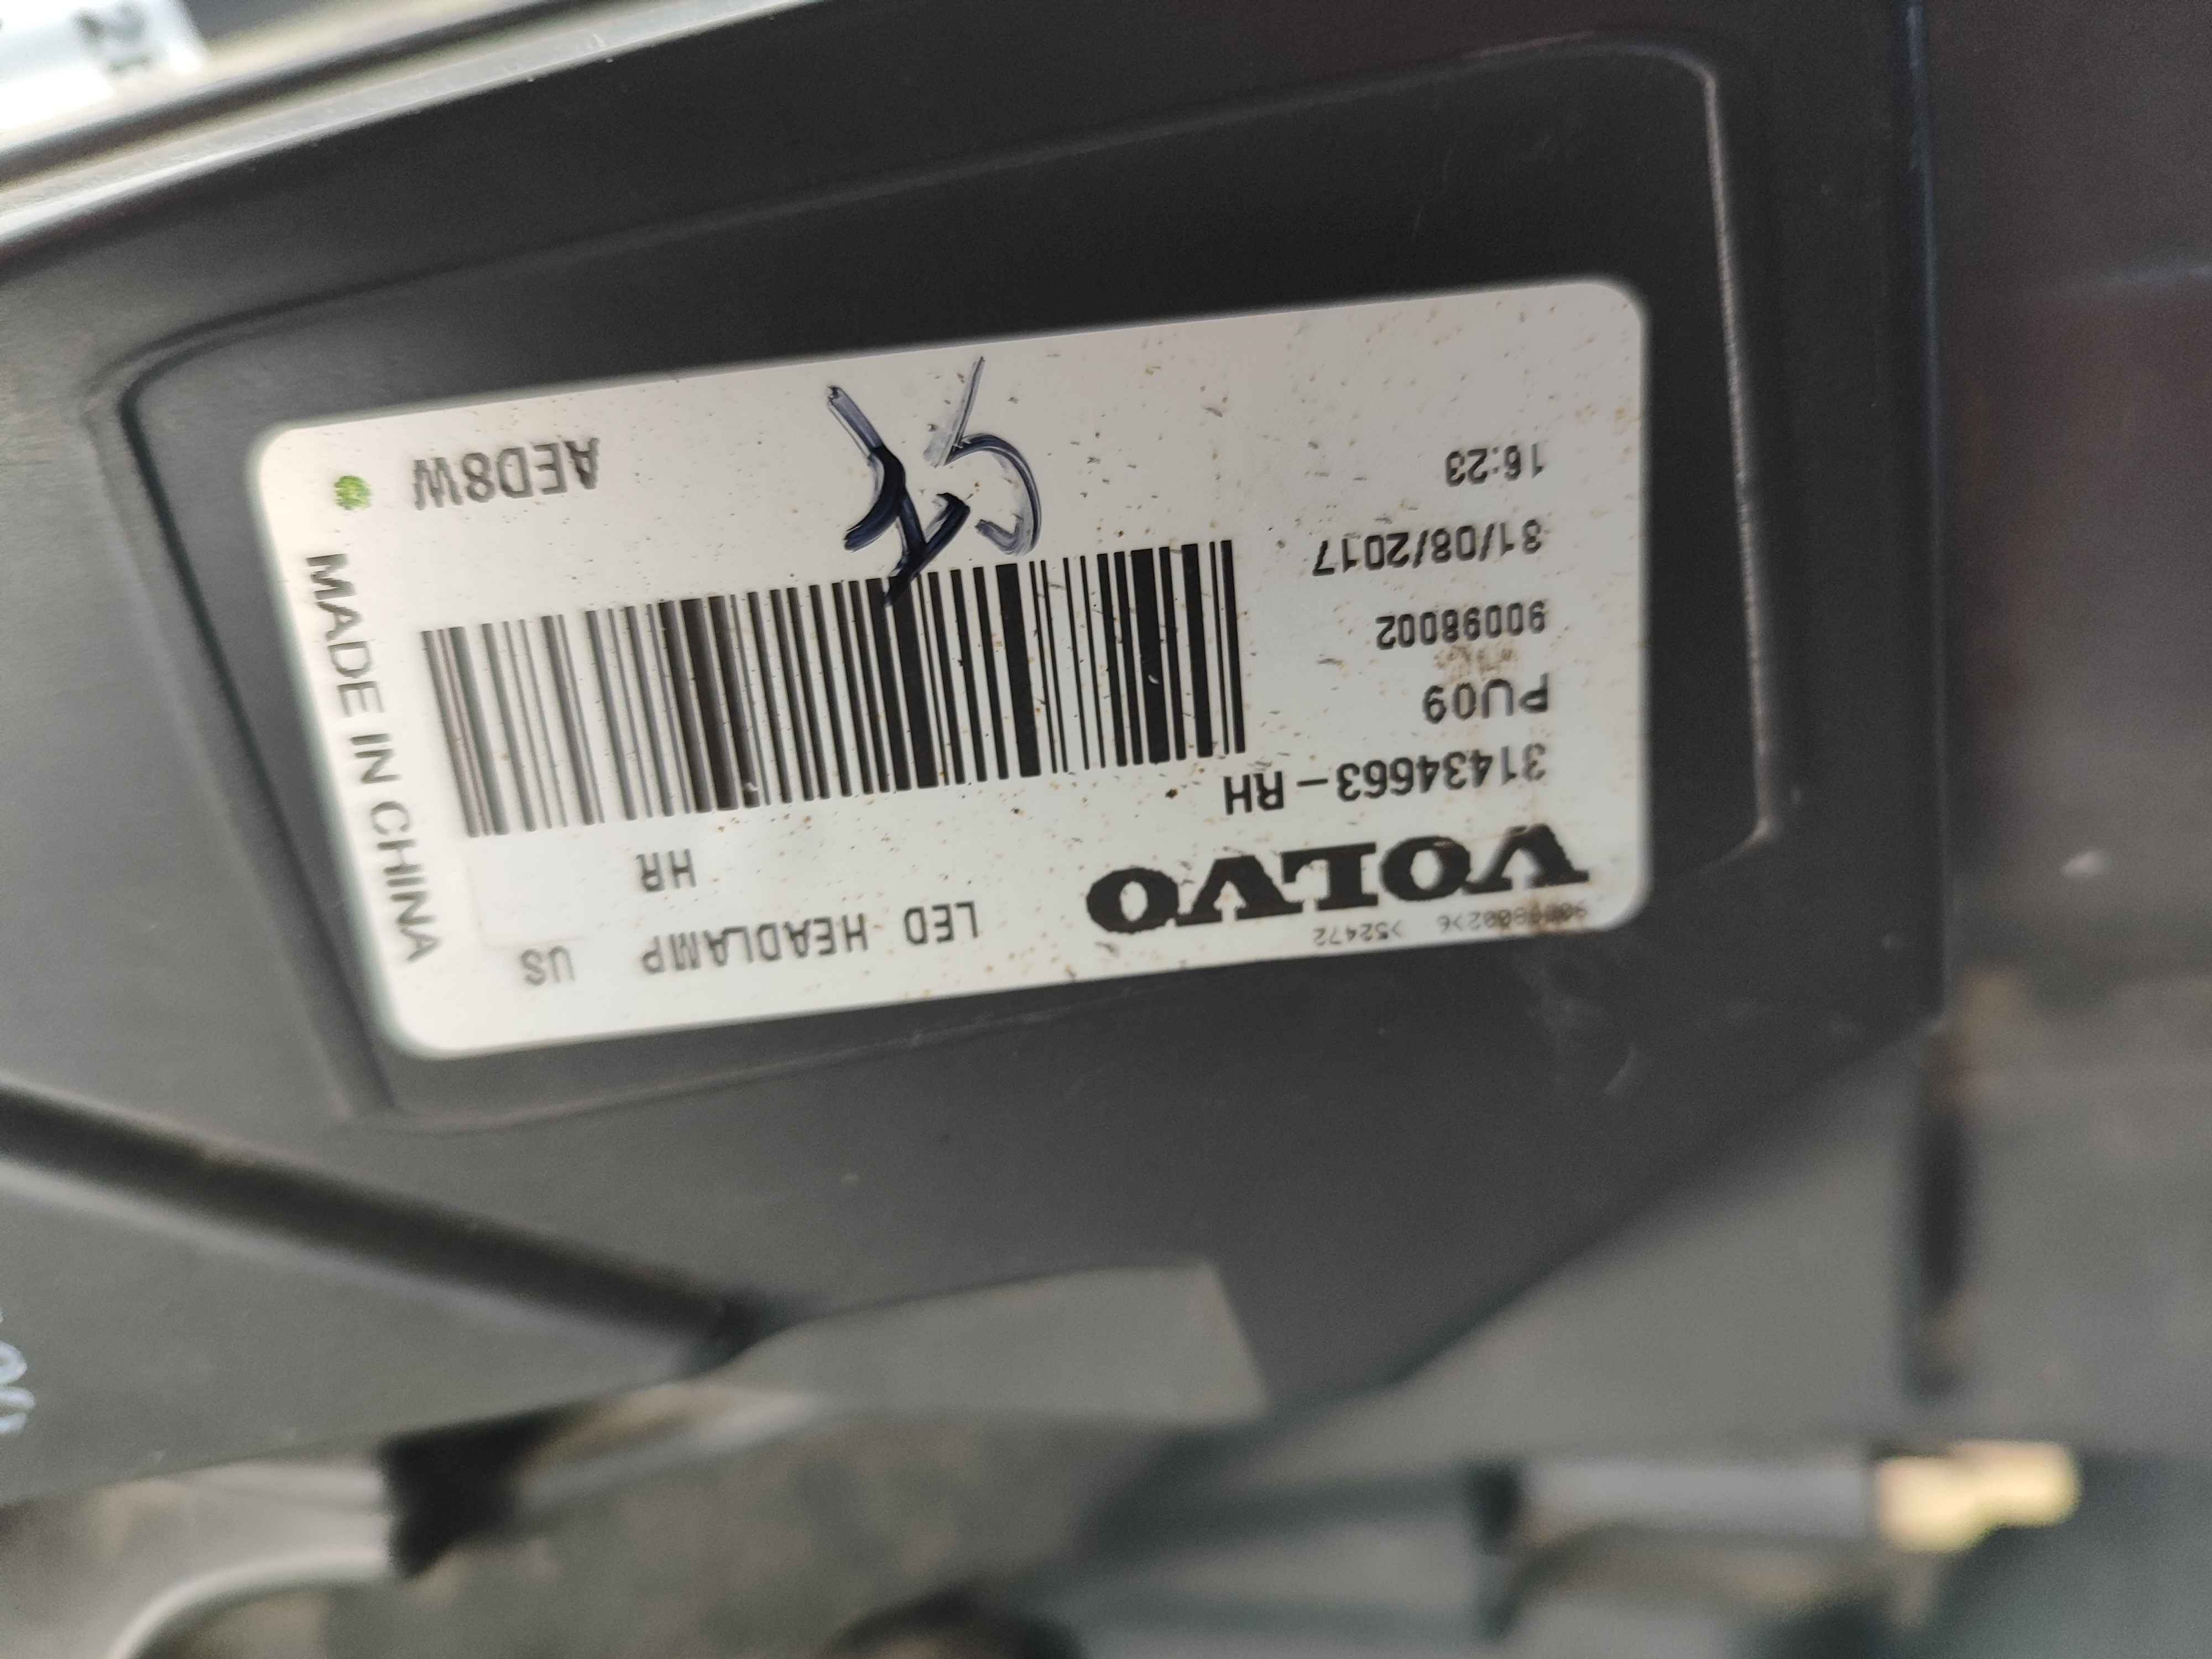 VOLVO
LED HEADLAMP US
HR
31434663-RH
PU09
90098002
31/08/2017
16:23
AED8W
MADE IN CHINA